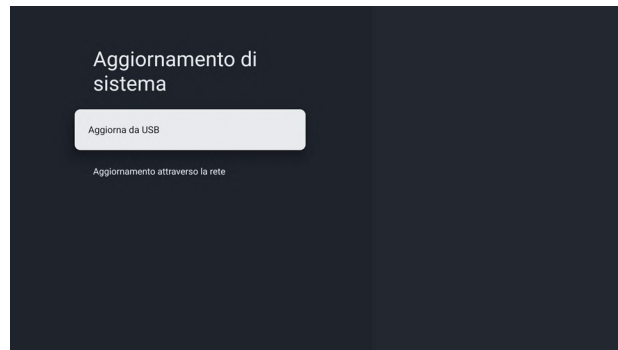 Aggiornamento di
sistema
Aggiorna da USB
Aggiornamento attraverso la rete